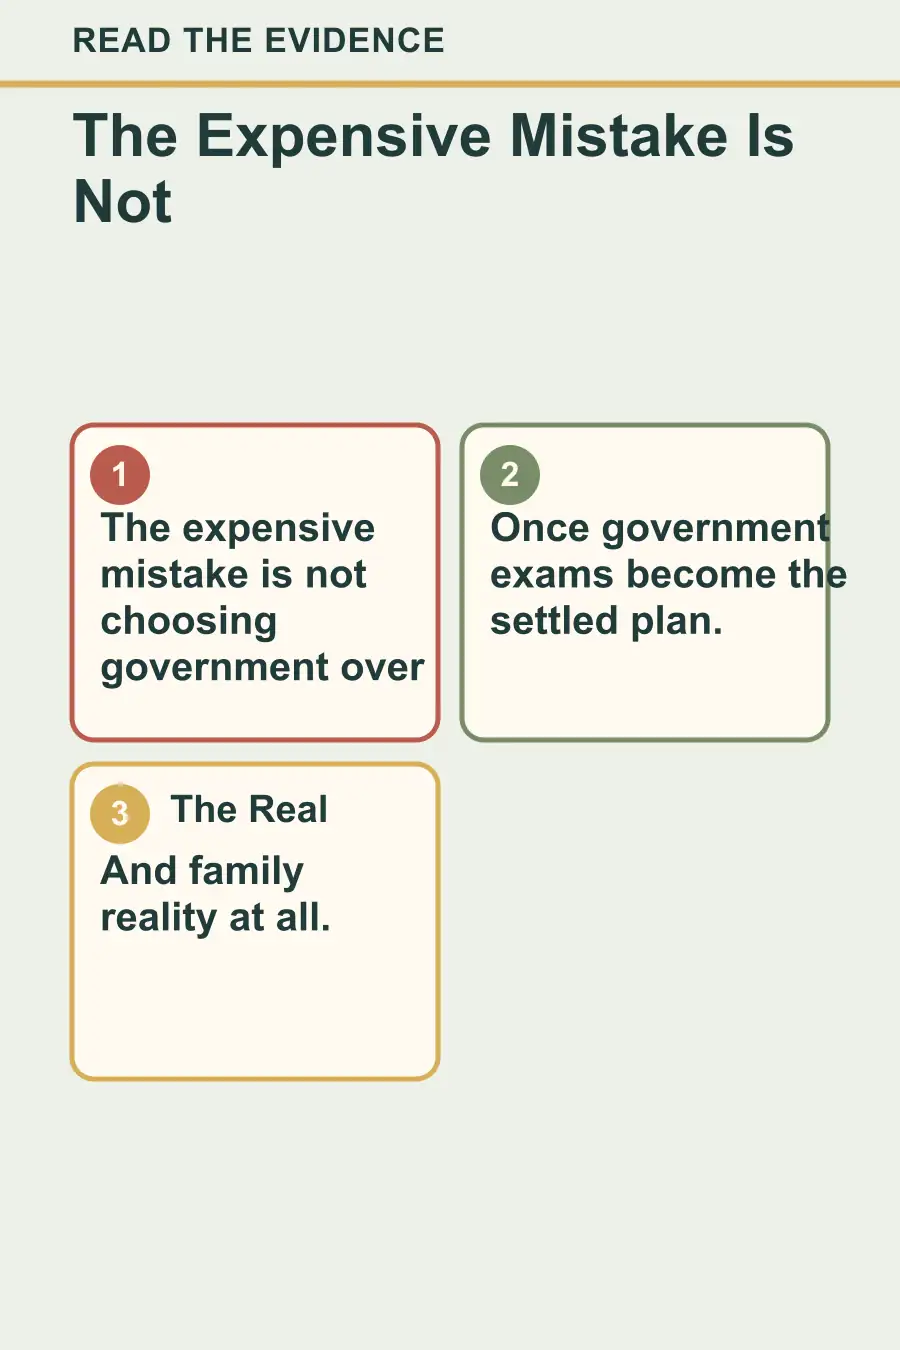 READ THE EVIDENCE
The Expensive Mistake Is
Not
1
The expensive
mistake is not
choosing
government over
2
Once government
exams become the
settled plan.
3
The Real
And family
reality at all.